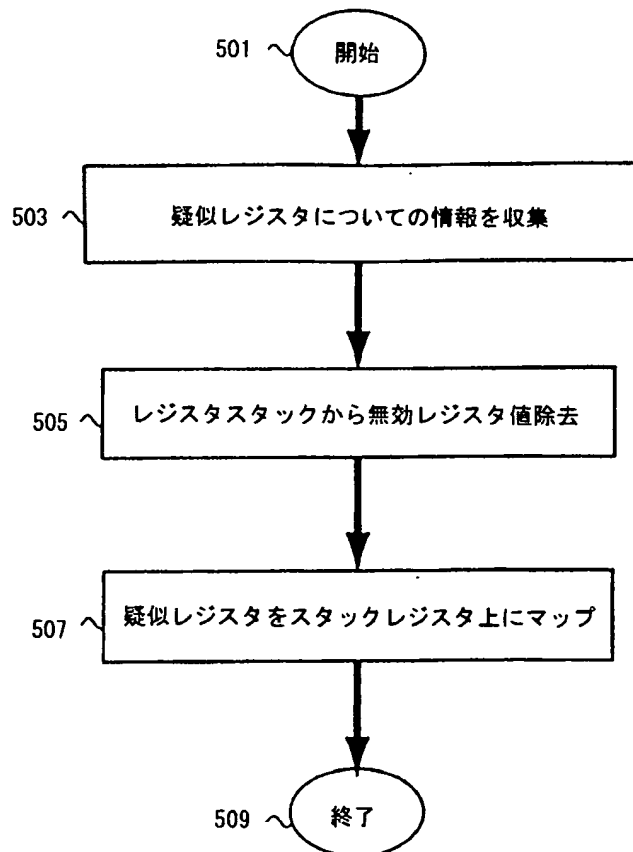 501 開始
503 疑似レジスタについての情報を収集
505 レジスタスタックから無効レジスタ値除去
507 疑似レジスタをスタックレジスタ上にマップ
509 終了